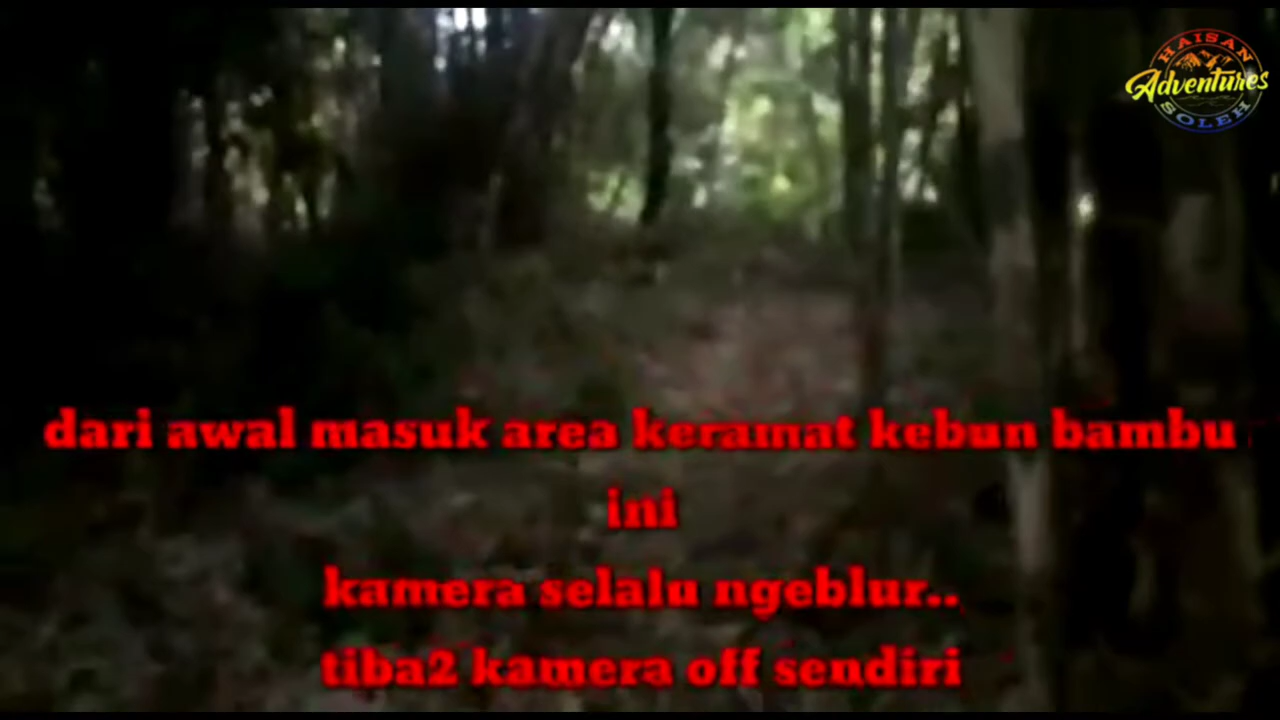 HAISAN
Adventures
SOLEH
dari awal masuk area keramat kebun bambu
ini
kamera selalu ngeblur..
tiba2 kamera off sendiri